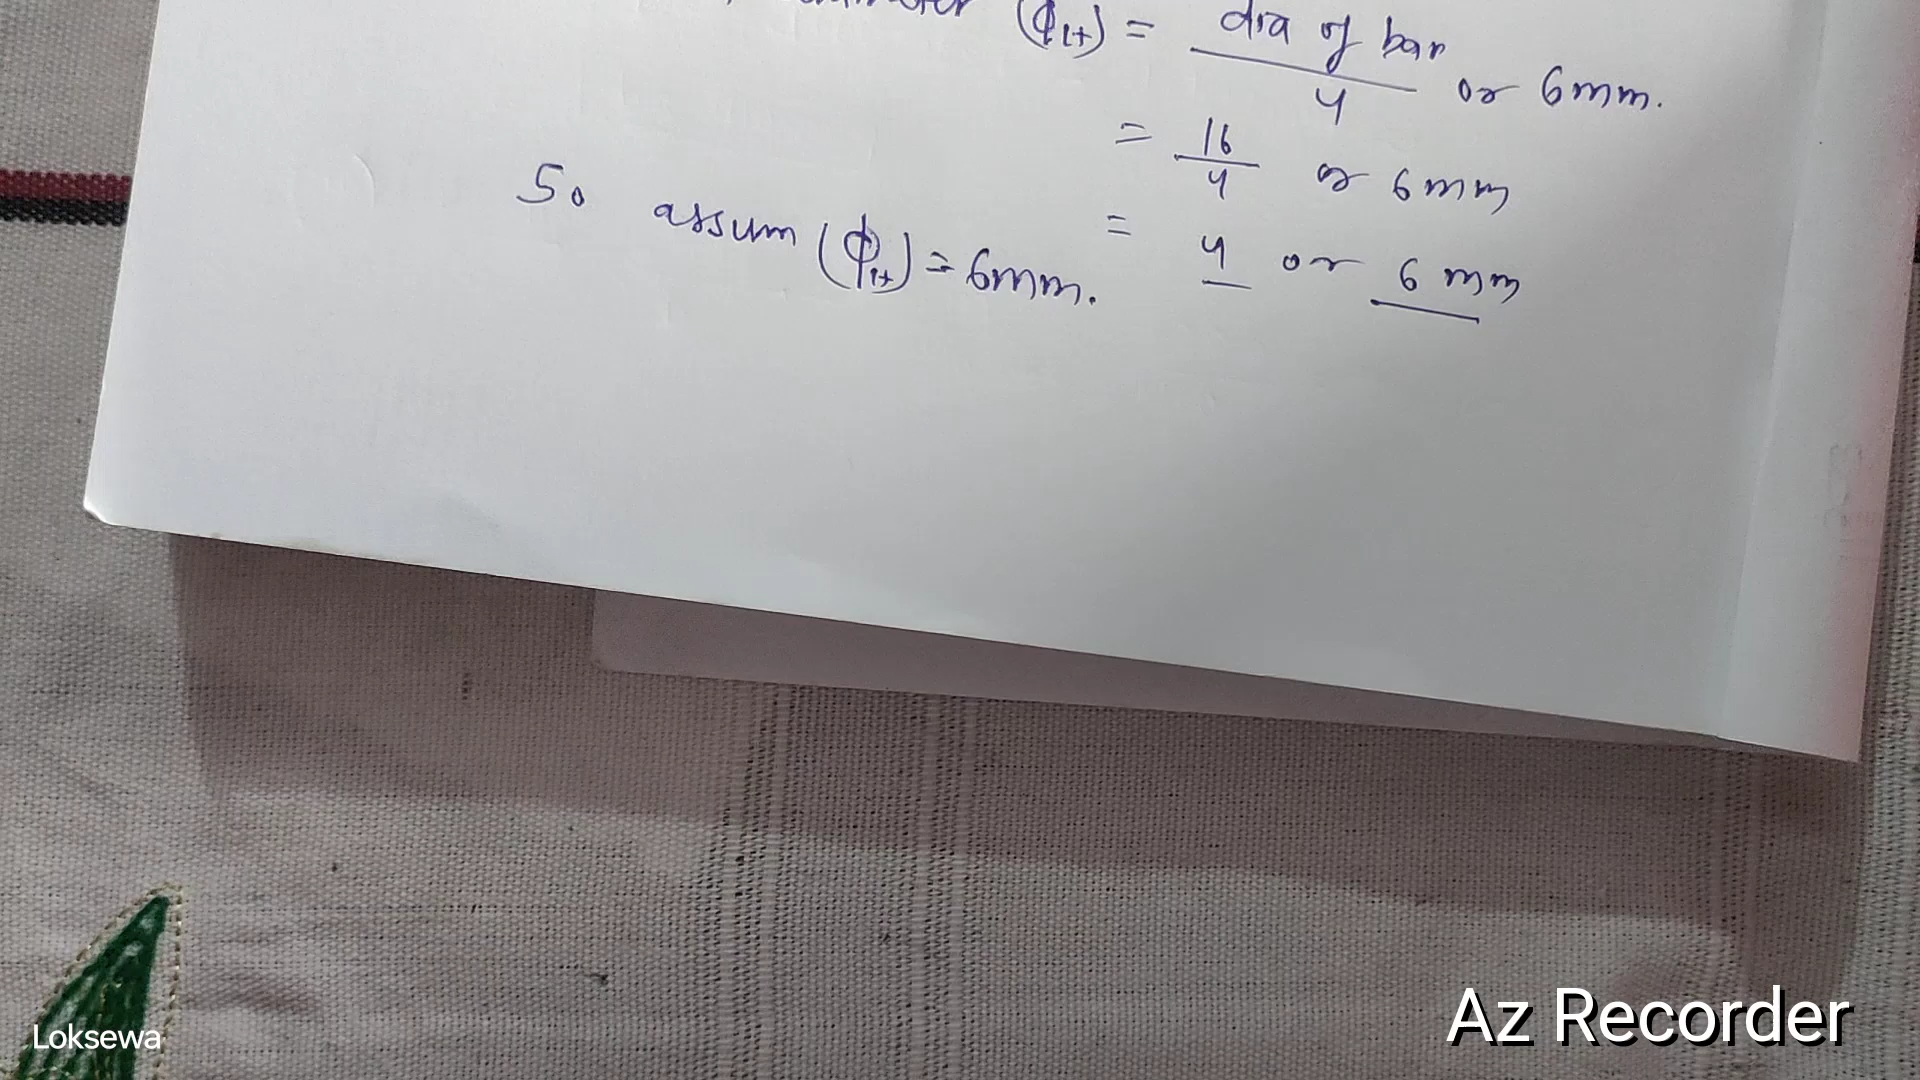 (ϕlt) = dia of bar / 4 or 6mm.
= 16 / 4 or 6mm
= 4 or 6 mm
So assum (ϕlt) = 6mm.
Loksewa
Az Recorder